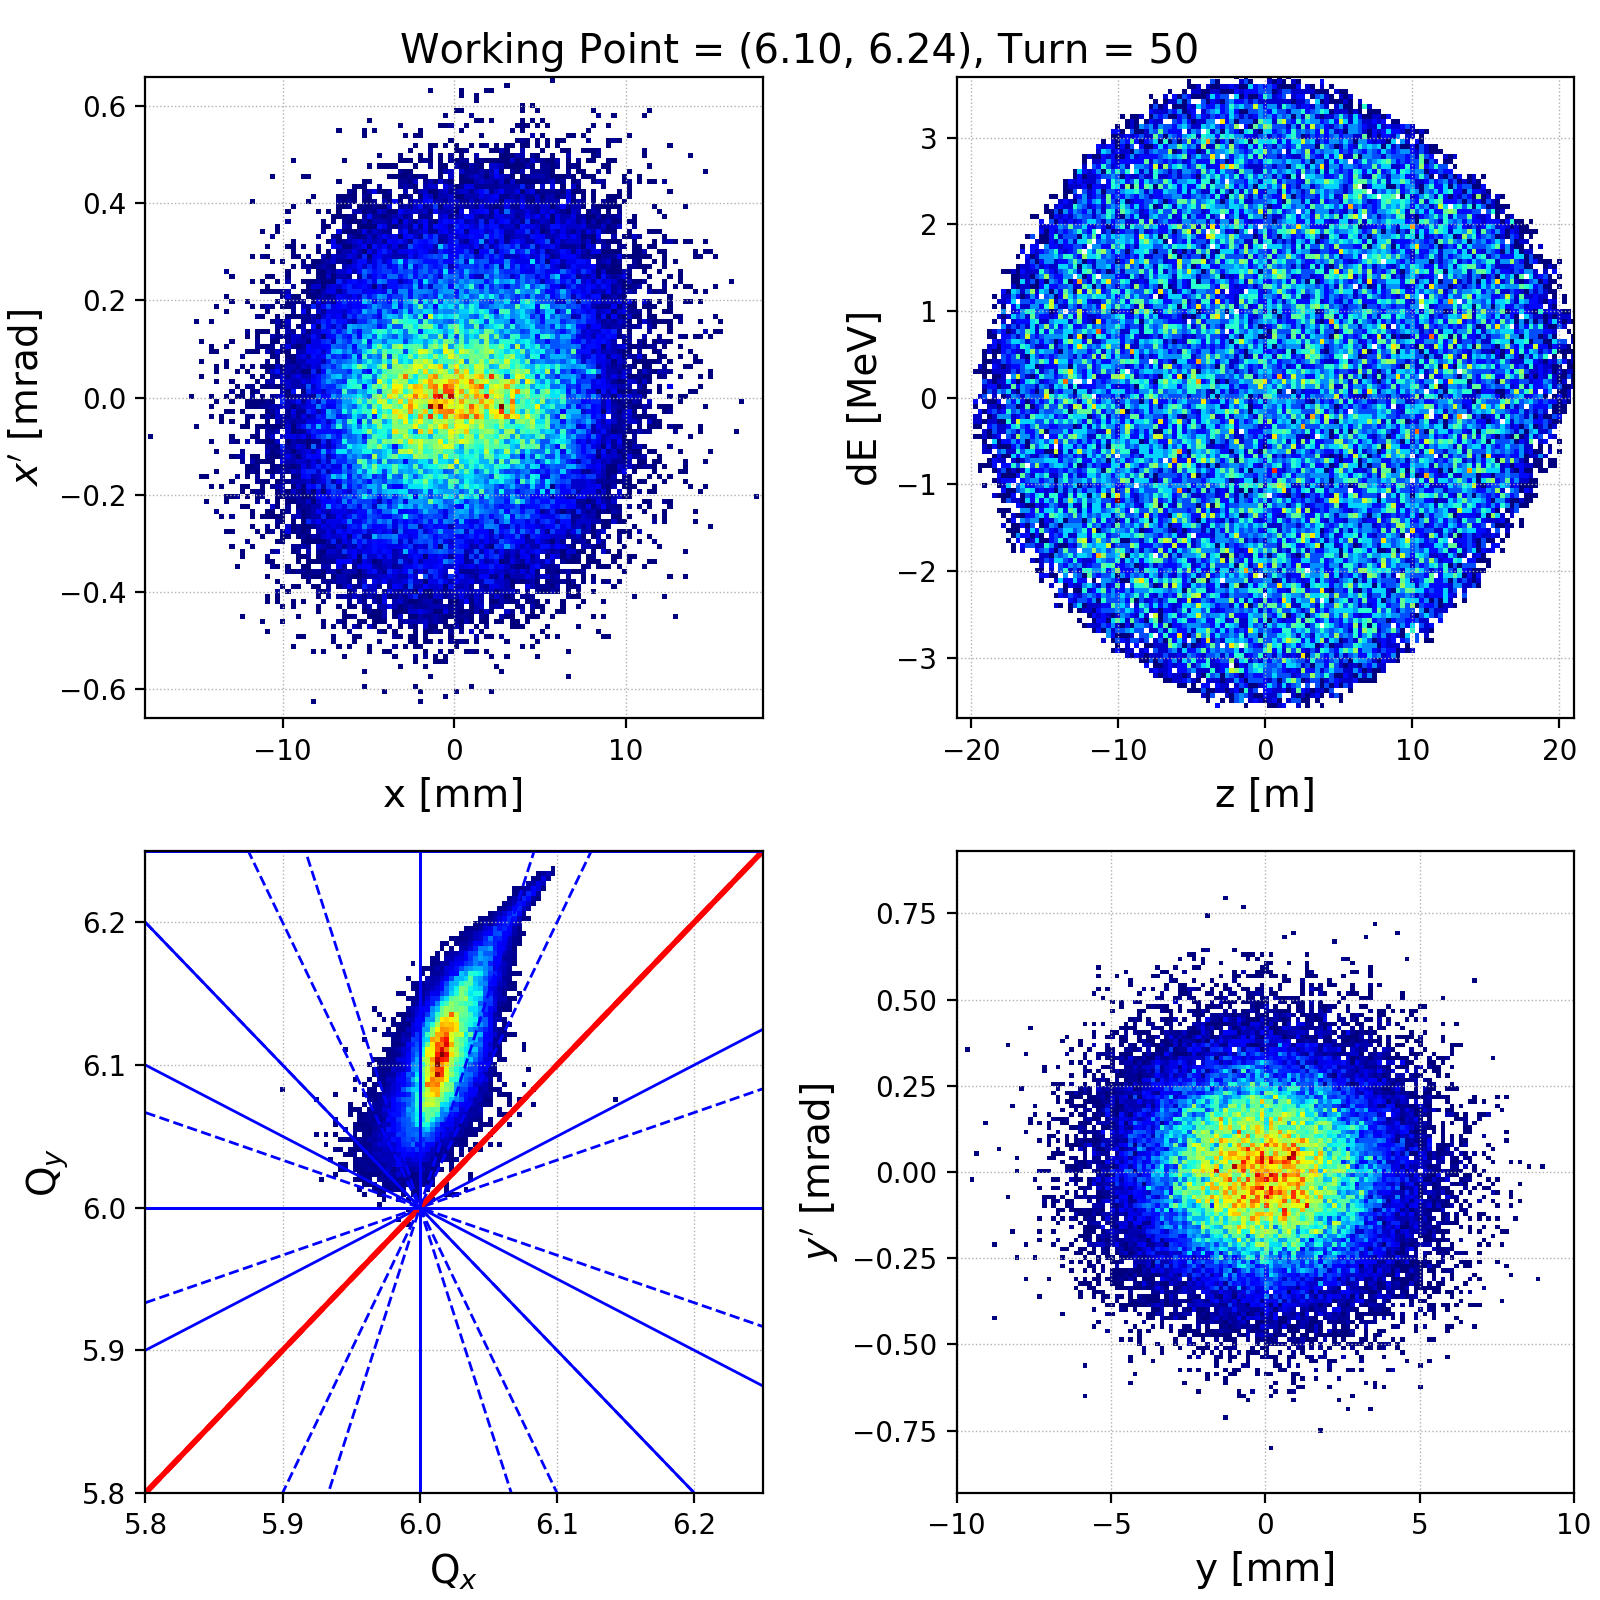 Working Point = (6.10, 6.24), Turn = 50
0.6
0.4
0.2
0.0
−0.2
−0.4
−0.6
x′ [mrad]
−10 0 10
x [mm]
3
2
1
0
−1
−2
−3
dE [MeV]
−20 −10 0 10 20
z [m]
6.2
6.1
6.0
5.9
5.8
Qy
5.8 5.9 6.0 6.1 6.2
Qx
0.75
0.50
0.25
0.00
−0.25
−0.50
−0.75
y′ [mrad]
−10 −5 0 5 10
y [mm]